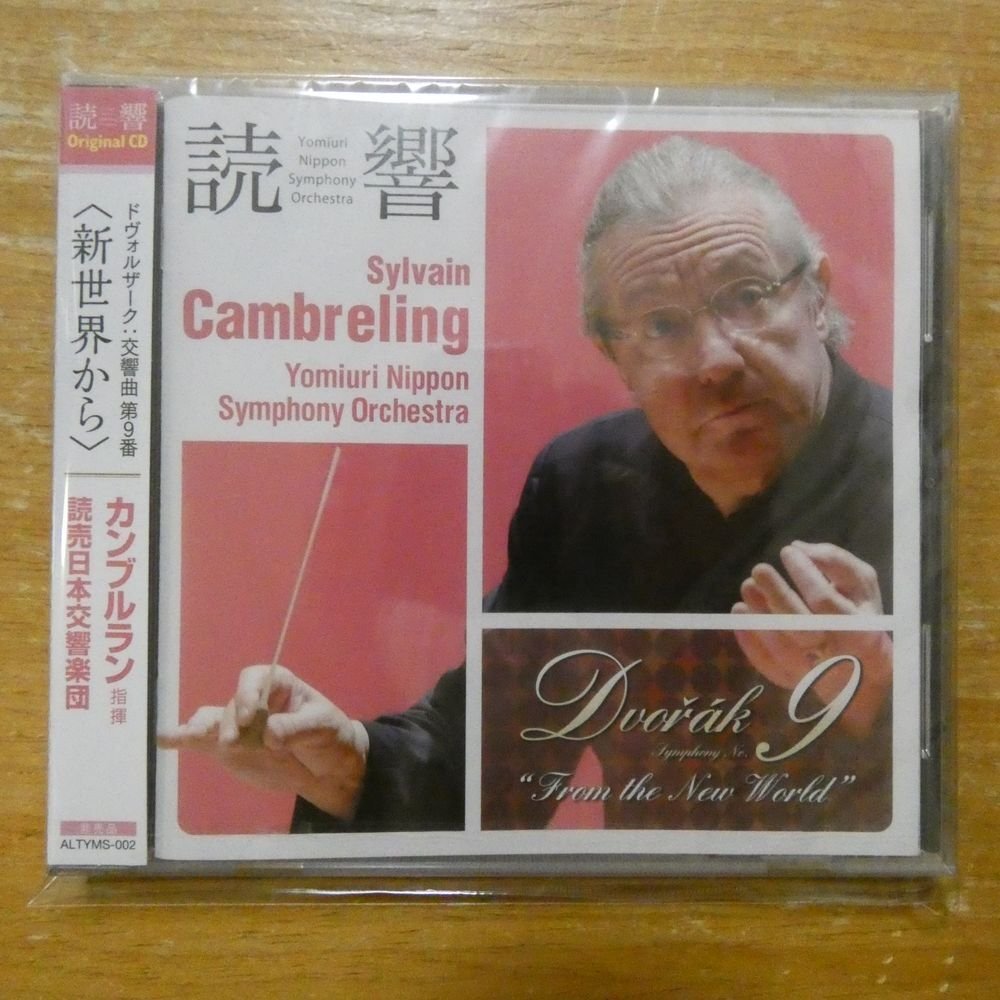 読響
Original CD
ドヴォルザーク:交響曲 第9番
〈新世界から〉
カンブルラン 指揮
読売日本交響楽団
非売品
ALTYMS-002
読響
Yomiuri
Nippon
Symphony
Orchestra
Sylvain
Cambreling
Yomiuri Nippon
Symphony Orchestra
Dvořák 9
Symphony No.
"From the New World"